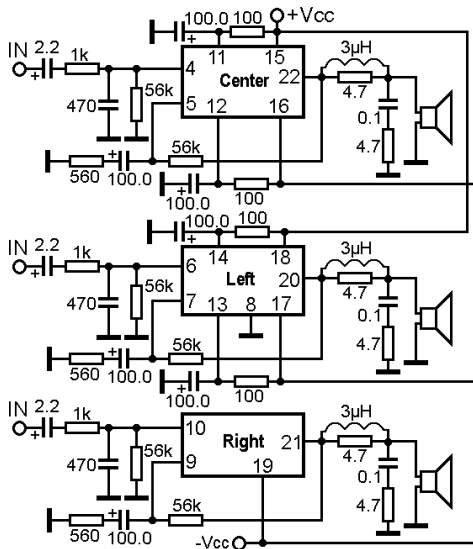 100.0 100 +Vcc
IN 2.2 1k 11 15 3µH
4 Center 22
470 56k 5 12 16 4.7
0.1
56k 4.7
560 100.0 100.0 100
100.0 100
IN 2.2 1k 14 18 3µH
6 Left 20
470 56k 7 13 8 17 4.7
0.1
56k 4.7
560 100.0 100.0 100
IN 2.2 1k 3µH
10 Right 21
470 56k 9 19 4.7
0.1
56k 4.7
560 100.0 -Vcc